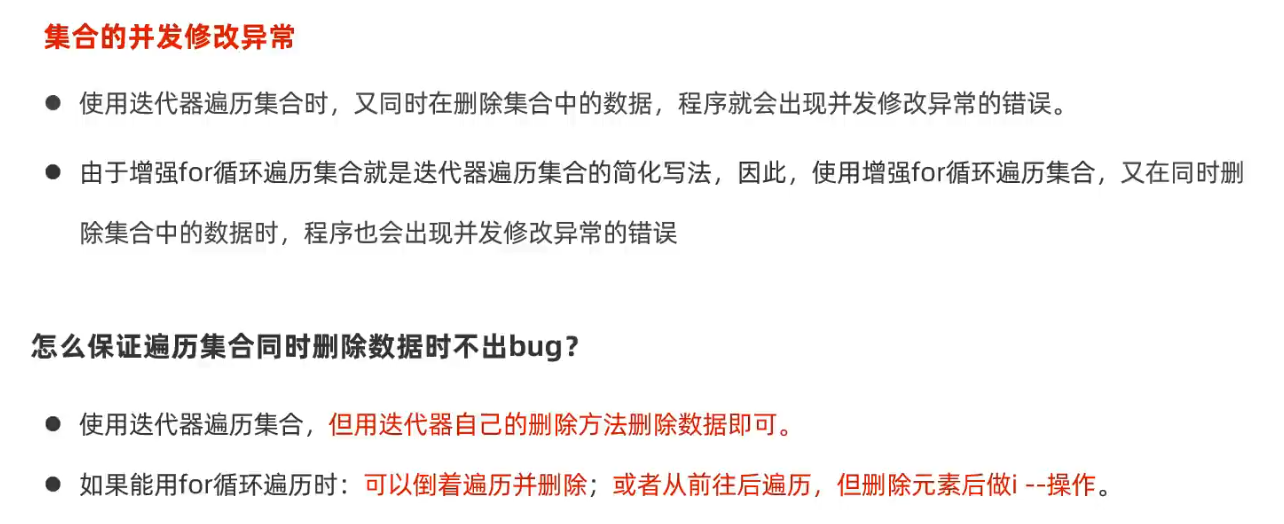 集合的并发修改异常
● 使用迭代器遍历集合时，又同时在删除集合中的数据，程序就会出现并发修改异常的错误。
● 由于增强for循环遍历集合就是迭代器遍历集合的简化写法，因此，使用增强for循环遍历集合，又在同时删
除集合中的数据时，程序也会出现并发修改异常的错误
怎么保证遍历集合同时删除数据时不出bug？
● 使用迭代器遍历集合，但用迭代器自己的删除方法删除数据即可。
● 如果能用for循环遍历时：可以倒着遍历并删除；或者从前往后遍历，但删除元素后做i --操作。